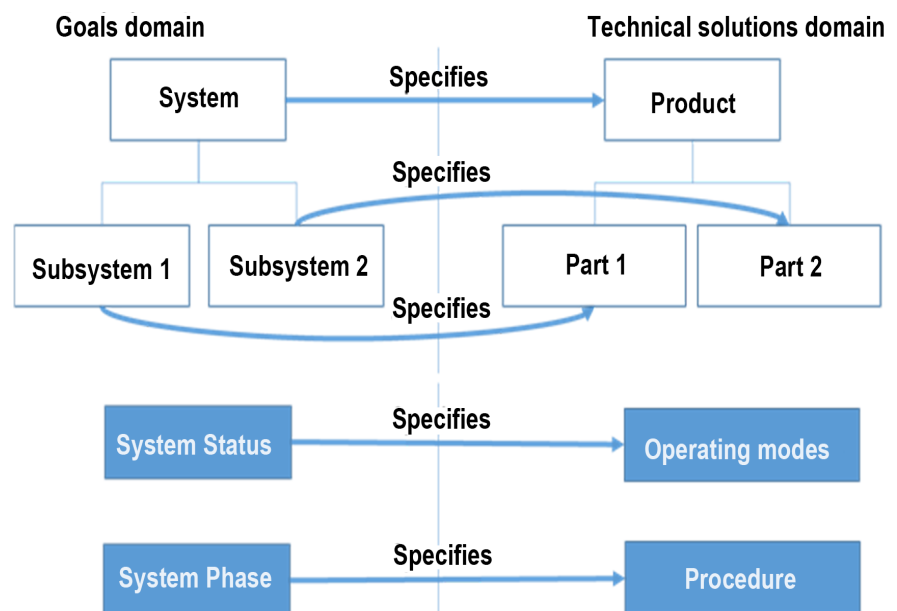 Goals domain
Technical solutions domain
Specifies
System
Product
Specifies
Subsystem 1
Subsystem 2
Part 1
Part 2
Specifies
System Status
Specifies
Operating modes
System Phase
Specifies
Procedure